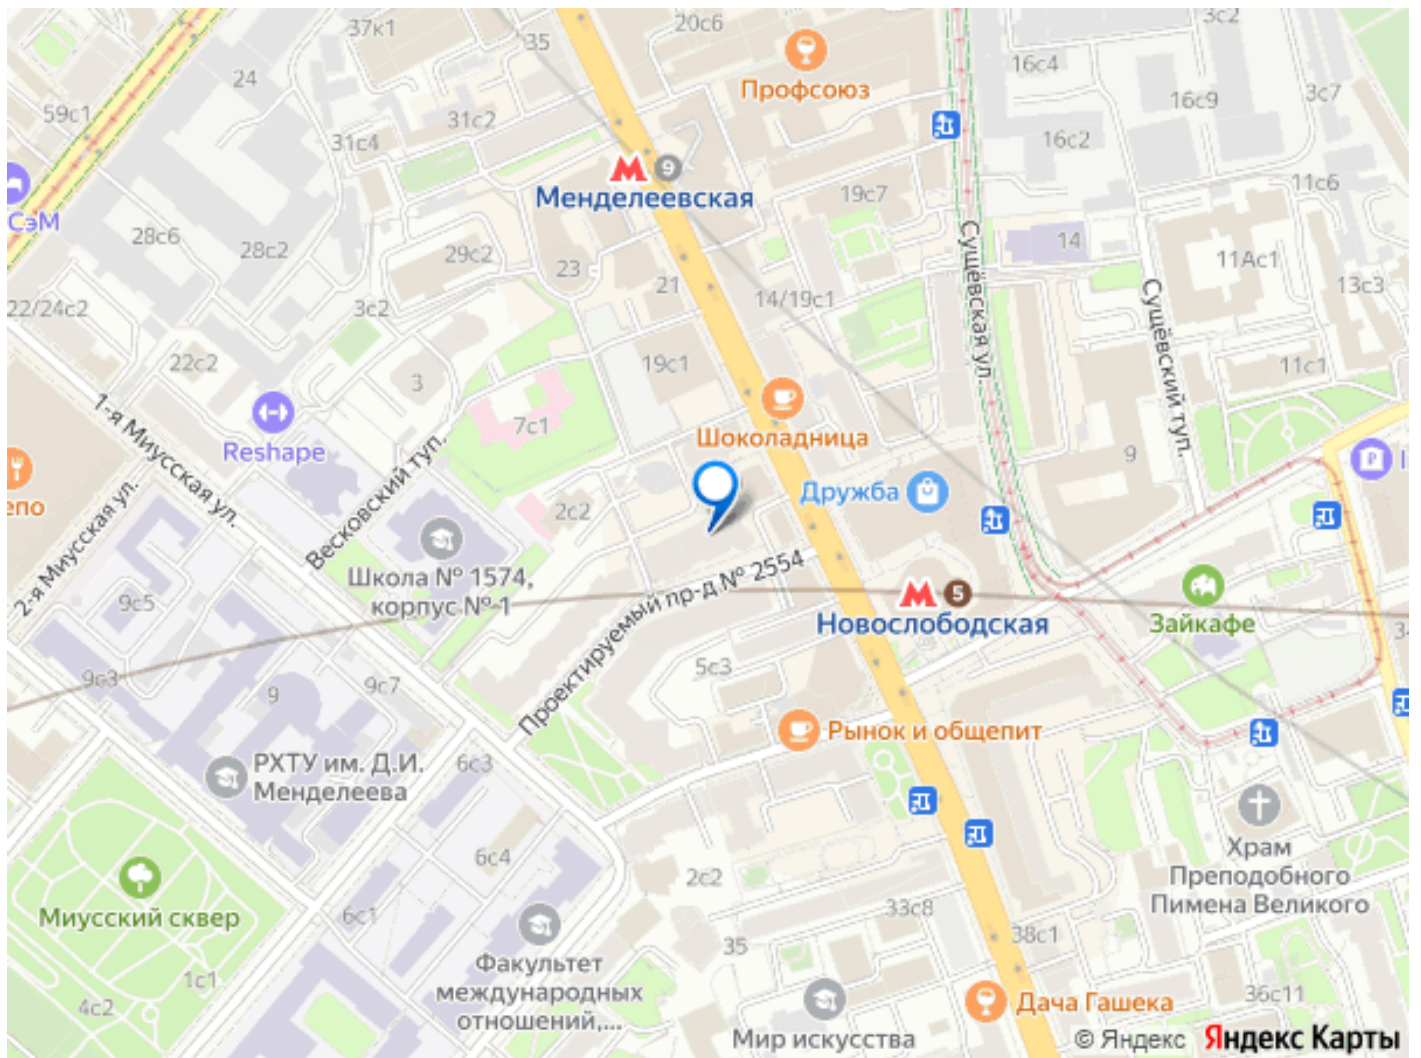 37к1
20с6
3с2
35
24
Профсоюз
16с4
3с7
16с9
59с1
31с2
31с4
16с2
9
Менделеевская
19с7
11с6
СэМ
28с6
28с2
29с2
23
21
14
11Ас1
13с3
Сущёвская ул.
Сущёвский туп.
22/24с2
3с2
14/19с1
22с2
3
19с1
11с1
Reshape
7с1
Шоколадница
1-я Миусская ул.
9
епо
2-я Миусская ул.
Весковский туп.
2с2
Дружба
Школа № 1574,
корпус № 1
Проектируемый пр-д № 2554
5
Новослободская
Зайкафе
9с5
9с3
9
9с7
5с3
Рынок и общепит
РХТУ им. Д.И.
Менделеева
6с3
6с4
Храм
Преподобного
Пимена Великого
Миусский сквер
6с1
2с2
33с8
35
38с1
1с1
4с2
Факультет
международных
отношений,...
36с11
Дача Гашека
Мир искусства
© Яндекс Яндекс Карты